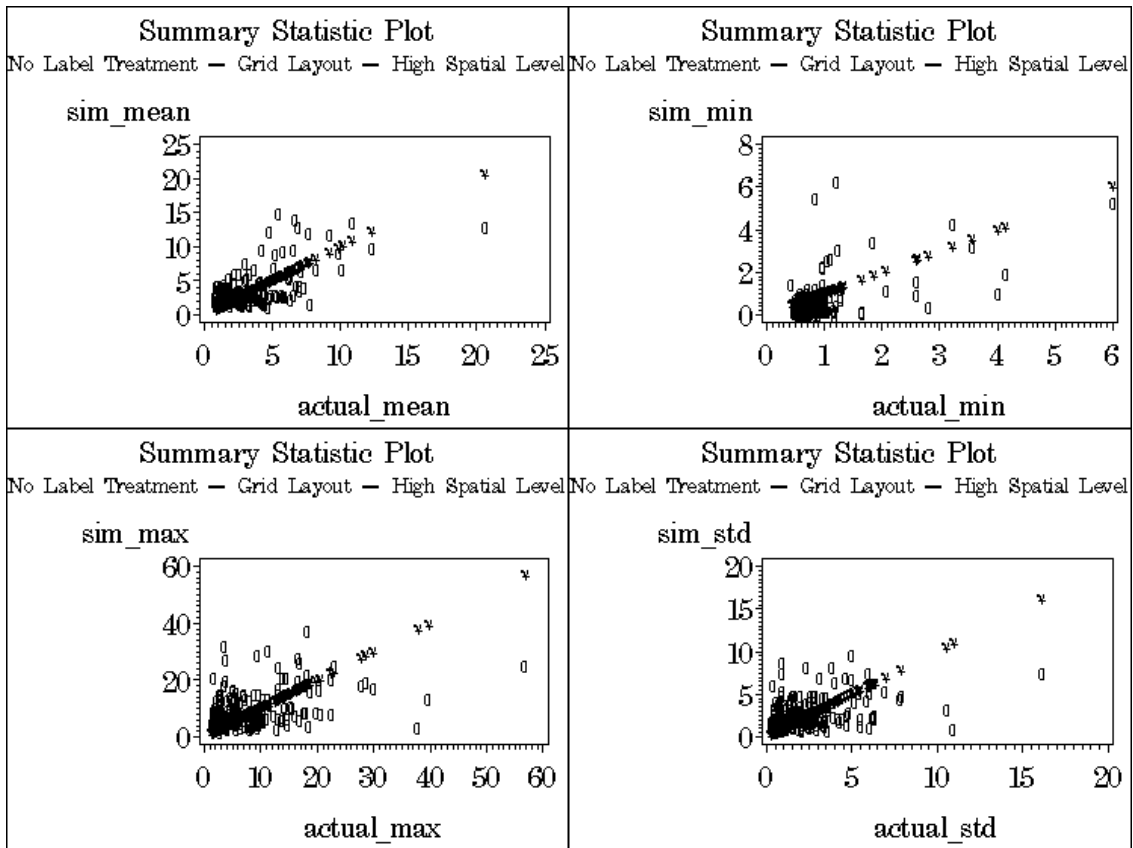 Summary Statistic Plot
No Label Treatment — Grid Layout — High Spatial Level
sim_mean
25
20
15
10
5
0
0 5 10 15 20 25
actual_mean
Summary Statistic Plot
No Label Treatment — Grid Layout — High Spatial Level
sim_min
8
6
4
2
0
0 1 2 3 4 5 6
actual_min
Summary Statistic Plot
No Label Treatment — Grid Layout — High Spatial Level
sim_max
60
40
20
0
0 10 20 30 40 50 60
actual_max
Summary Statistic Plot
No Label Treatment — Grid Layout — High Spatial Level
sim_std
20
15
10
5
0
0 5 10 15 20
actual_std